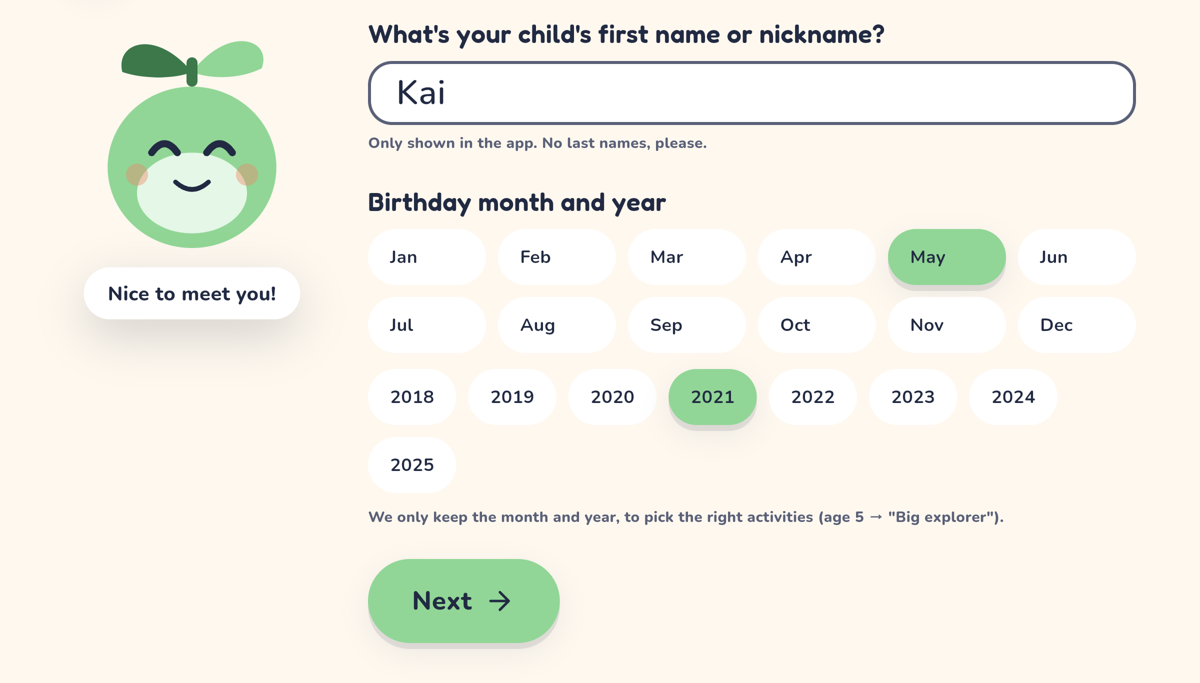 What's your child's first name or nickname?
Kai
Only shown in the app. No last names, please.
Nice to meet you!
Birthday month and year
Jan Feb Mar Apr May Jun
Jul Aug Sep Oct Nov Dec
2018 2019 2020 2021 2022 2023 2024
2025
We only keep the month and year, to pick the right activities (age 5 → "Big explorer").
Next →